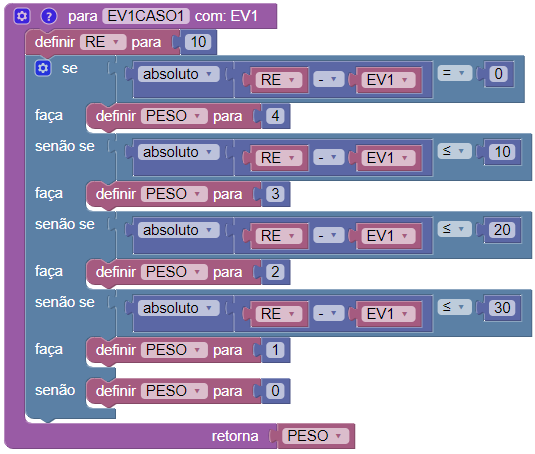 ? para EV1CASO1 com: EV1
definir RE para 10
se absoluto RE - EV1 = 0
faça definir PESO para 4
senão se absoluto RE - EV1 ≤ 10
faça definir PESO para 3
senão se absoluto RE - EV1 ≤ 20
faça definir PESO para 2
senão se absoluto RE - EV1 ≤ 30
faça definir PESO para 1
senão definir PESO para 0
retorna PESO